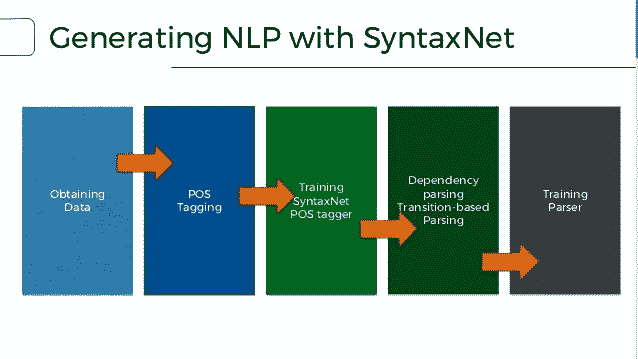 Generating NLP with SyntaxNet
Obtaining
Data
POS
Tagging
Training
SyntaxNet
POS tagger
Dependency
parsing
Transition-based
Parsing
Training
Parser